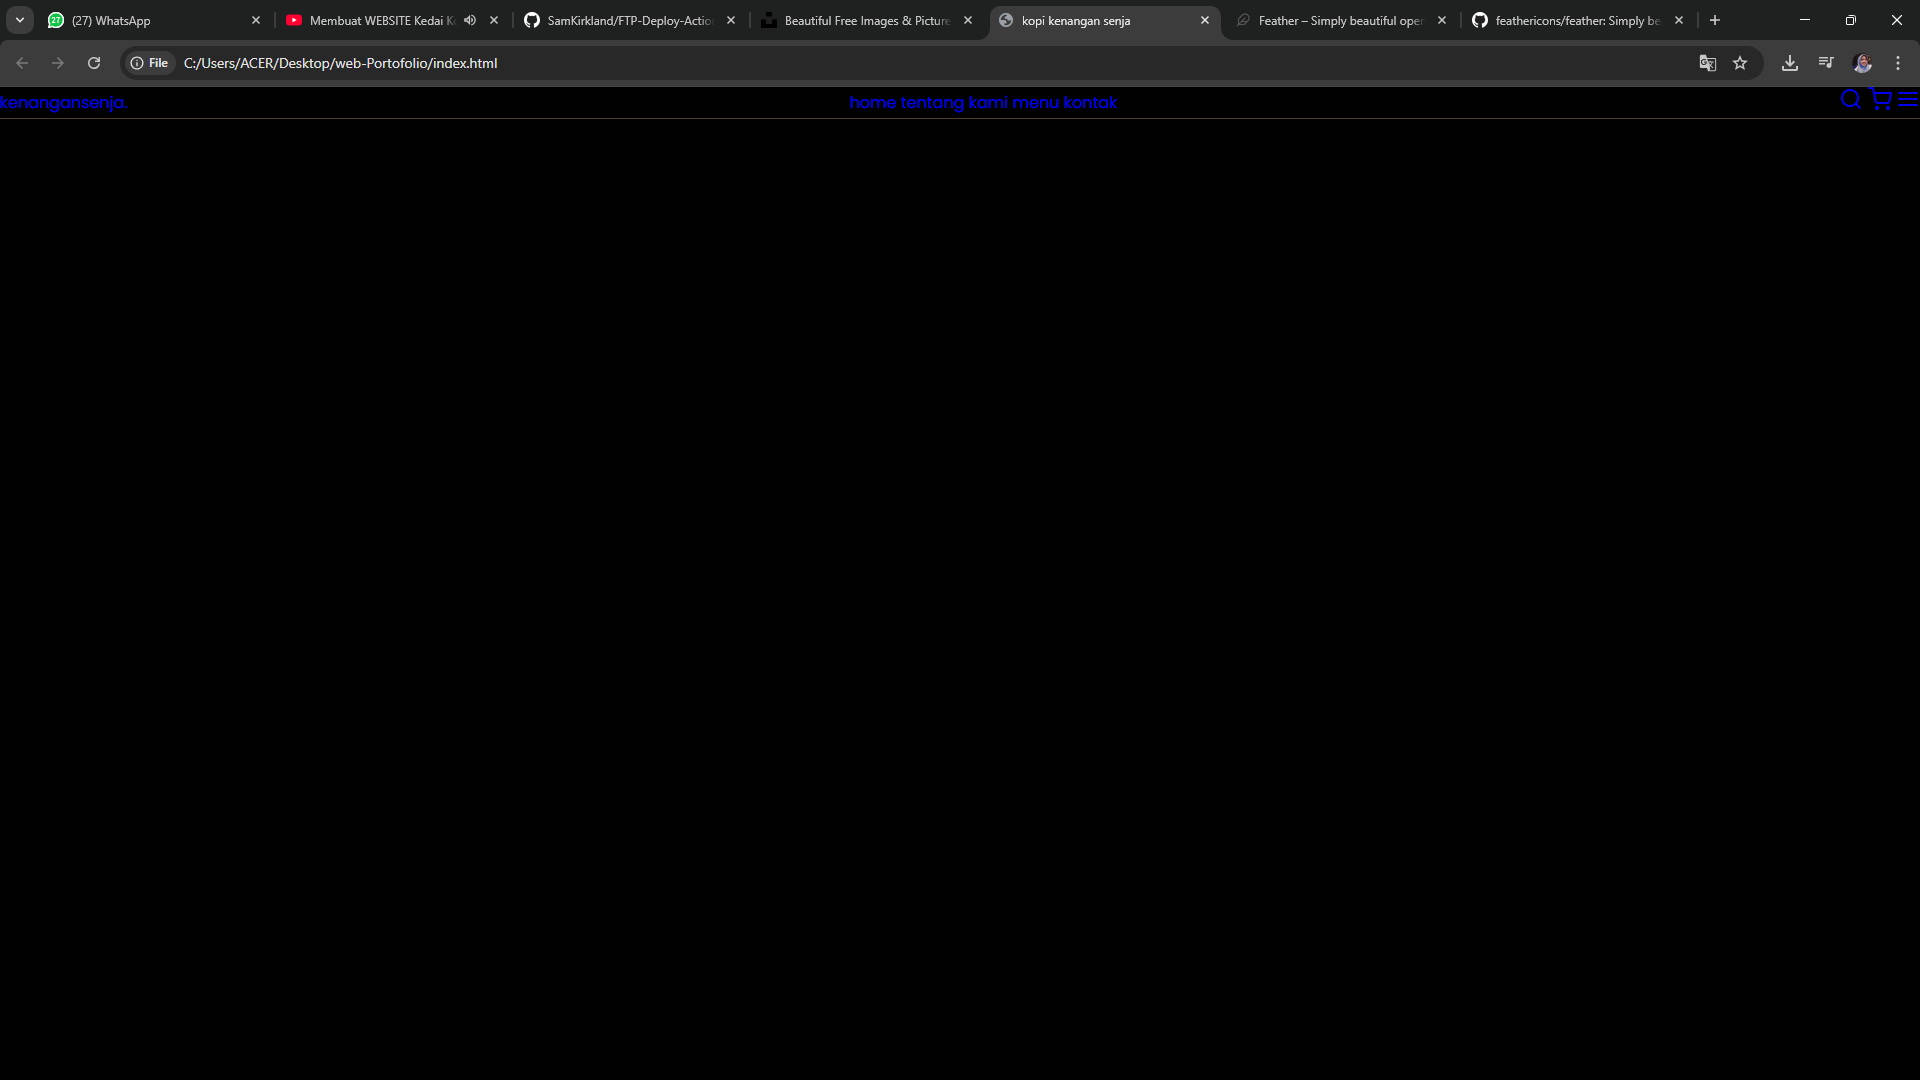 27 (27) WhatsApp
Membuat WEBSITE Kedai K
SamKirkland/FTP-Deploy-Actio
Beautiful Free Images & Picture
kopi kenangan senja
Feather – Simply beautiful oper
feathericons/feather: Simply be
File C:/Users/ACER/Desktop/web-Portofolio/index.html
kenangansenja.
home tentang kami menu kontak